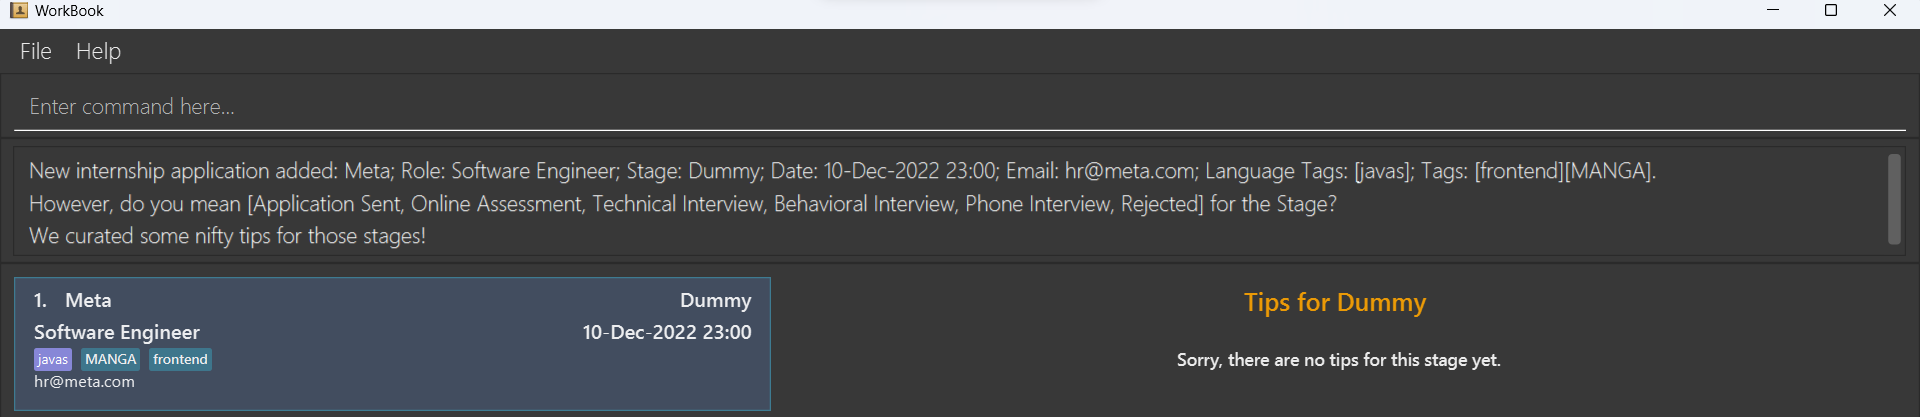 WorkBook
File Help
Enter command here...
New internship application added: Meta; Role: Software Engineer; Stage: Dummy; Date: 10-Dec-2022 23:00; Email: hr@meta.com; Language Tags: [javas]; Tags: [frontend][MANGA].
However, do you mean [Application Sent, Online Assessment, Technical Interview, Behavioral Interview, Phone Interview, Rejected] for the Stage?
We curated some nifty tips for those stages!
1. Meta Dummy
Software Engineer 10-Dec-2022 23:00
javas MANGA frontend
hr@meta.com
Tips for Dummy
Sorry, there are no tips for this stage yet.